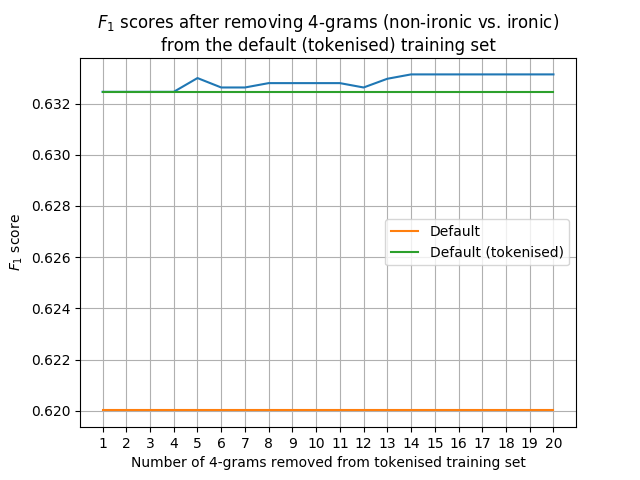 F₁ scores after removing 4-grams (non-ironic vs. ironic)
from the default (tokenised) training set
F₁ score
0.632
0.630
0.628
0.626
0.624
0.622
0.620
Default
Default (tokenised)
1 2 3 4 5 6 7 8 9 10 11 12 13 14 15 16 17 18 19 20
Number of 4-grams removed from tokenised training set